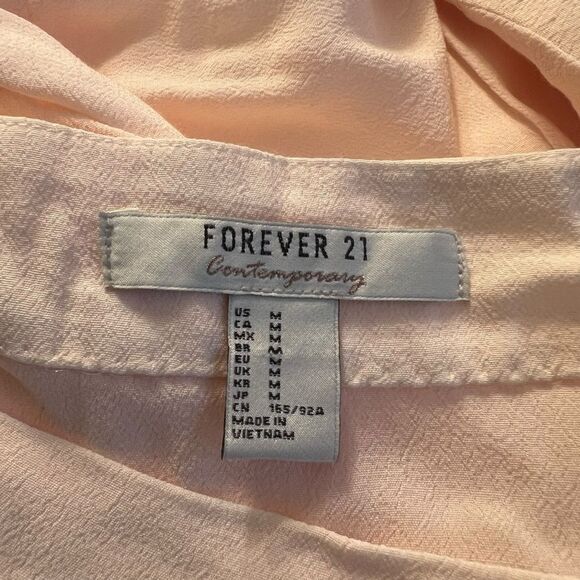 FOREVER 21
Contemporary
US M
CA M
MX M
BR M
EU M
UK M
KR M
JP M
CN 165/92A
MADE IN
VIETNAM